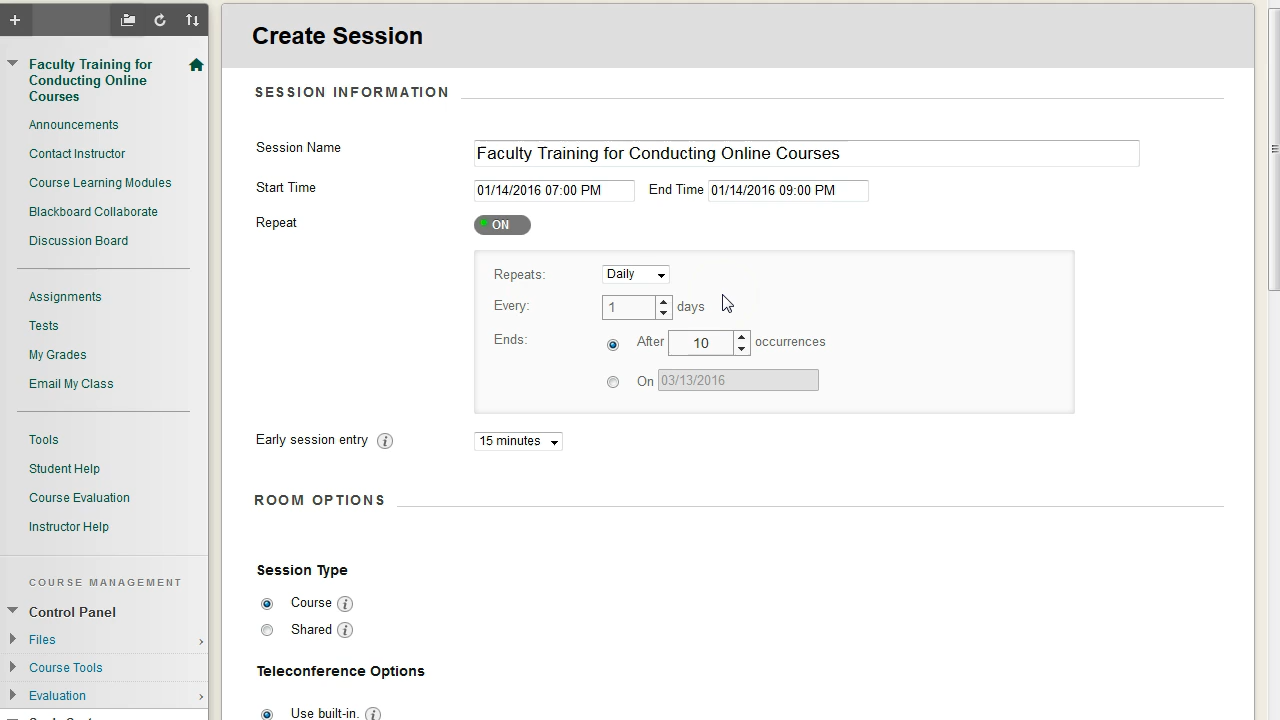 Faculty Training for
Conducting Online
Courses
Announcements
Contact Instructor
Course Learning Modules
Blackboard Collaborate
Discussion Board
Assignments
Tests
My Grades
Email My Class
Tools
Student Help
Course Evaluation
Instructor Help
COURSE MANAGEMENT
Control Panel
Files
Course Tools
Evaluation
Create Session
SESSION INFORMATION
Session Name Faculty Training for Conducting Online Courses
Start Time 01/14/2016 07:00 PM End Time 01/14/2016 09:00 PM
Repeat ON
Repeats: Daily
Every: 1 days
Ends: After 10 occurrences
On 03/13/2016
Early session entry i 15 minutes
ROOM OPTIONS
Session Type
Course i
Shared i
Teleconference Options
Use built-in. i